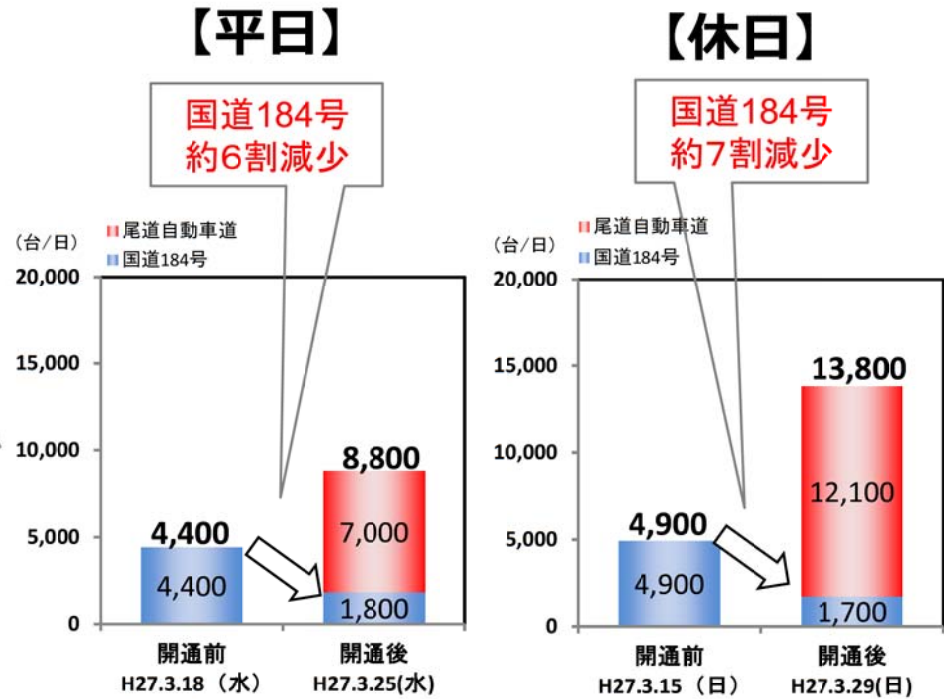 【平日】
国道184号
約6割減少
(台/日)
尾道自動車道
国道184号
20,000
15,000
10,000
5,000
0
4,400
4,400
8,800
7,000
1,800
開通前
H27.3.18（水）
開通後
H27.3.25(水)
【休日】
国道184号
約7割減少
(台/日)
尾道自動車道
国道184号
20,000
15,000
10,000
5,000
0
4,900
4,900
13,800
12,100
1,700
開通前
H27.3.15（日）
開通後
H27.3.29(日)